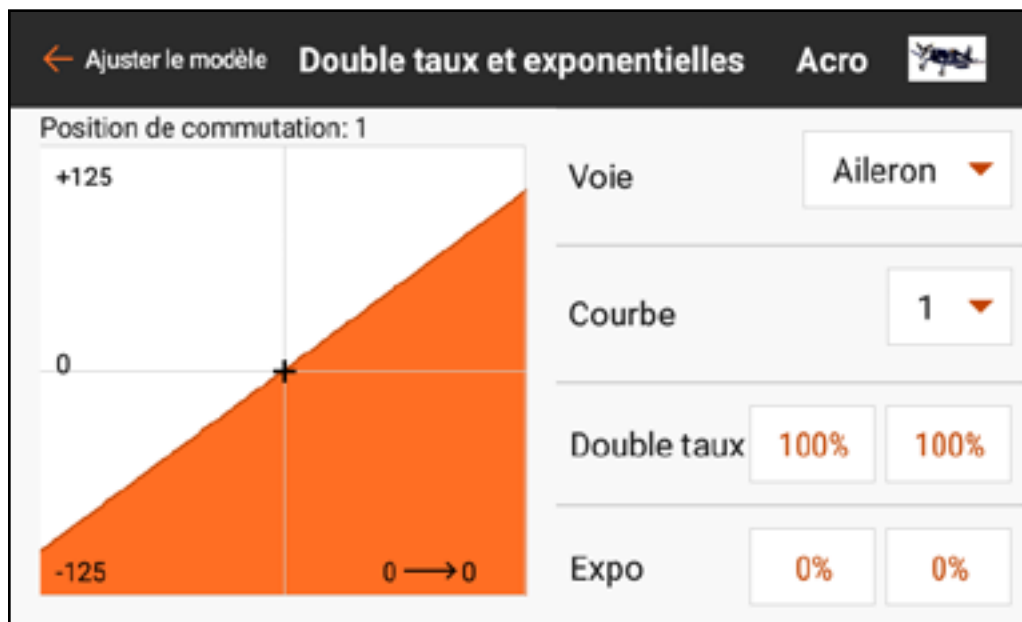 ← Ajuster le modèle Double taux et exponentielles Acro
Position de commutation: 1
+125
0
-125
0 → 0
Voie Aileron
Courbe 1
Double taux 100% 100%
Expo 0% 0%